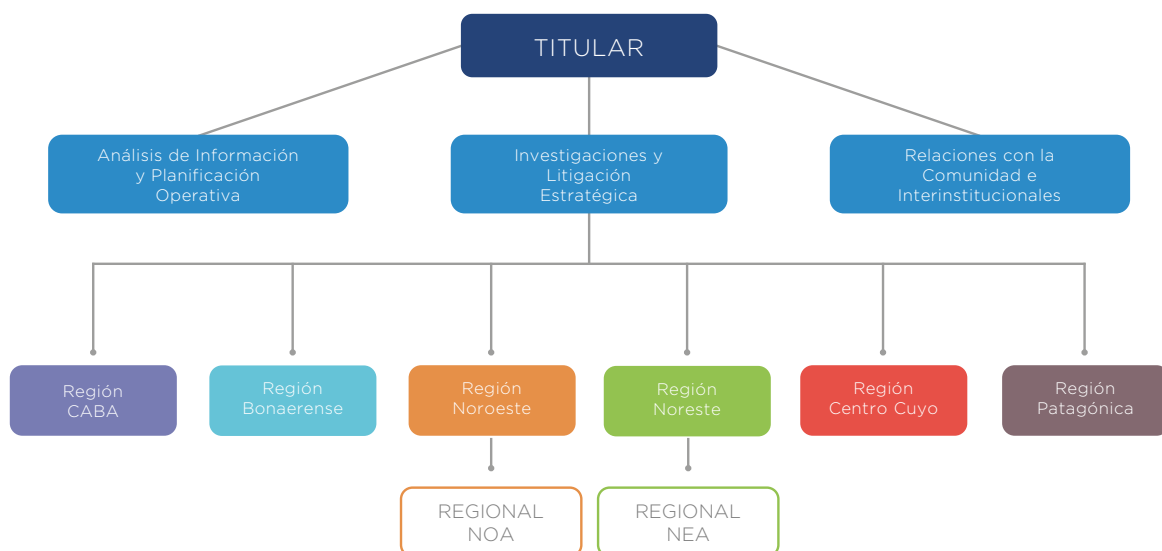 TITULAR
Análisis de Información
y Planificación
Operativa
Investigaciones y
Litigación
Estratégica
Relaciones con la
Comunidad e
Interinstitucionales
Región
CABA
Región
Bonaerense
Región
Noroeste
Región
Noreste
Región
Centro Cuyo
Región
Patagónica
REGIONAL
NOA
REGIONAL
NEA